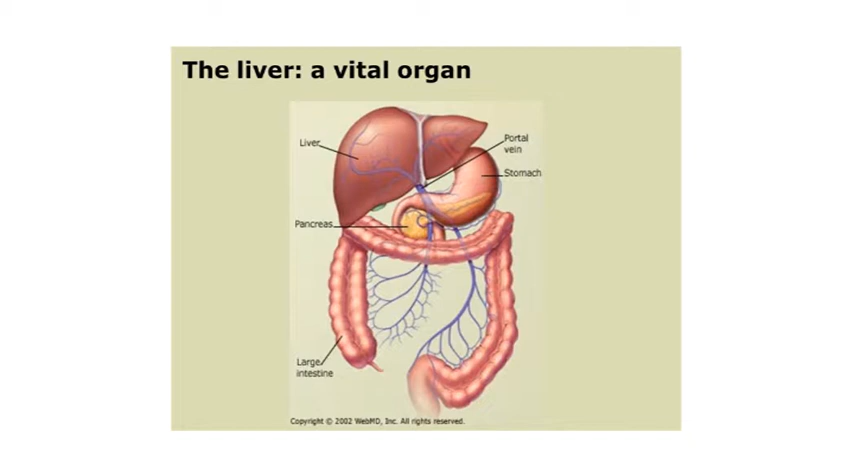 The liver: a vital organ
Liver
Portal
vein
Stomach
Pancreas
Large
intestine
Copyright © 2002 WebMD, Inc. All rights reserved.